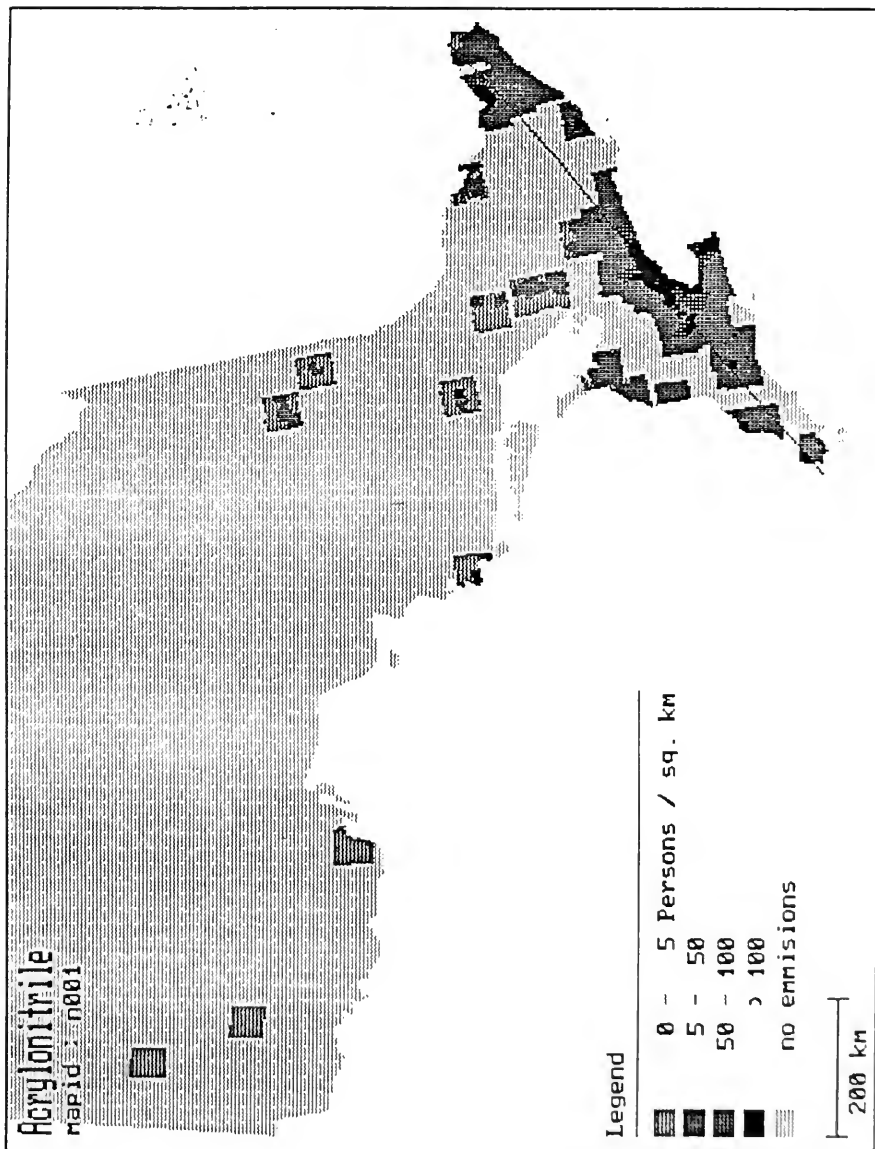 Acrylonitrile
Mapid : n001
Legend
0 - 5 Persons / sq. km
5 - 50
50 - 100
> 100
no emmisions
200 km